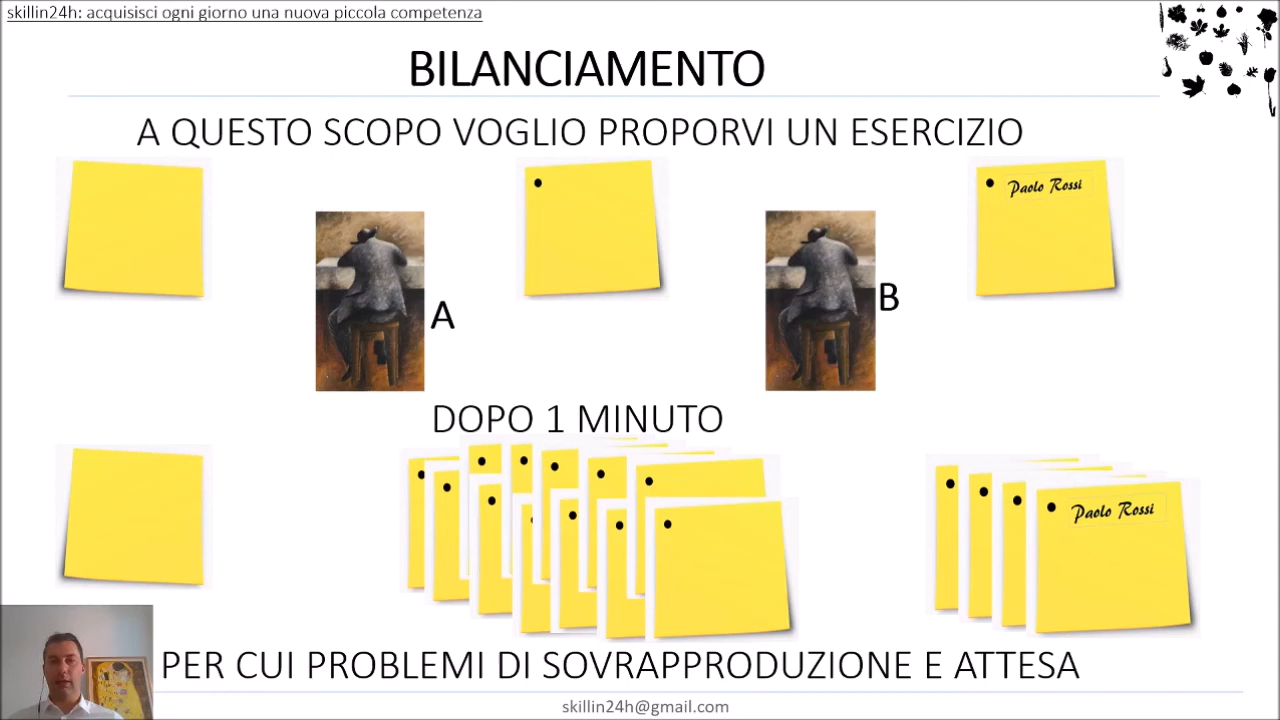 skillin24h: acquisisci ogni giorno una nuova piccola competenza
BILANCIAMENTO
A QUESTO SCOPO VOGLIO PROPORVI UN ESERCIZIO
Paolo Rossi
A
B
DOPO 1 MINUTO
Paolo Rossi
PER CUI PROBLEMI DI SOVRAPPRODUZIONE E ATTESA
skillin24h@gmail.com